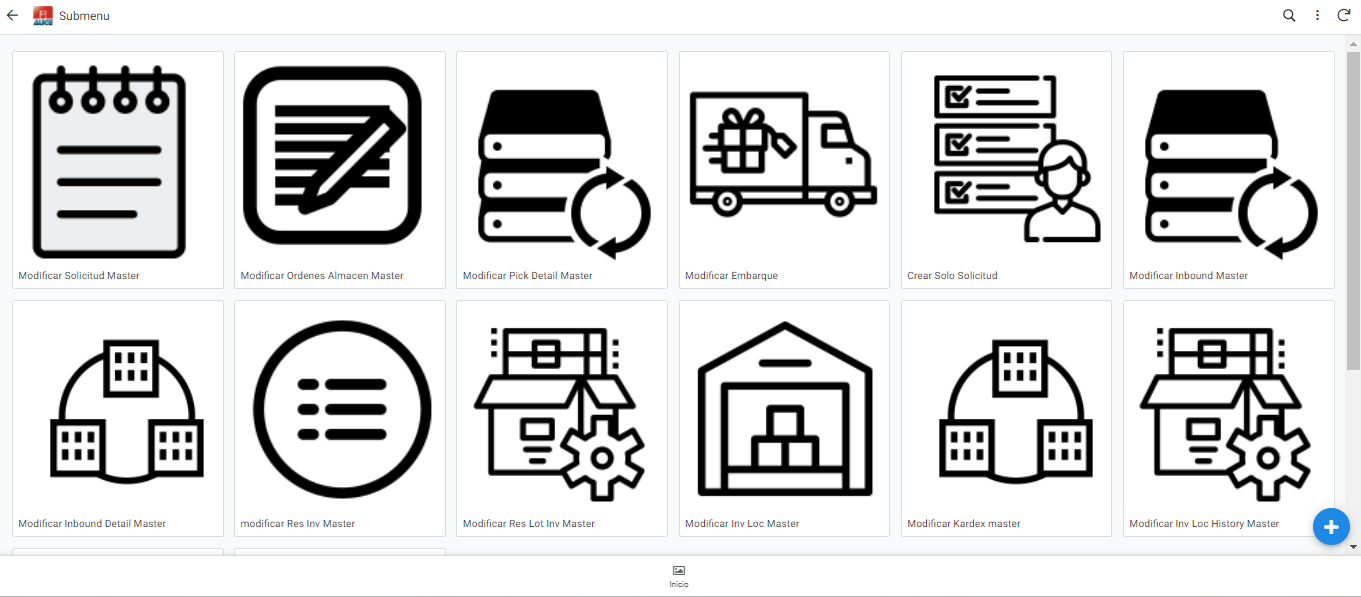 Submenu
Modificar Solicitud Master
Modificar Ordenes Almacen Master
Modificar Pick Detail Master
Modificar Embarque
Crear Solo Solicitud
Modificar Inbound Master
Modificar Inbound Detail Master
modificar Res Inv Master
Modificar Res Lot Inv Master
Modificar Inv Loc Master
Modificar Kardex master
Modificar Inv Loc History Master
Inicio